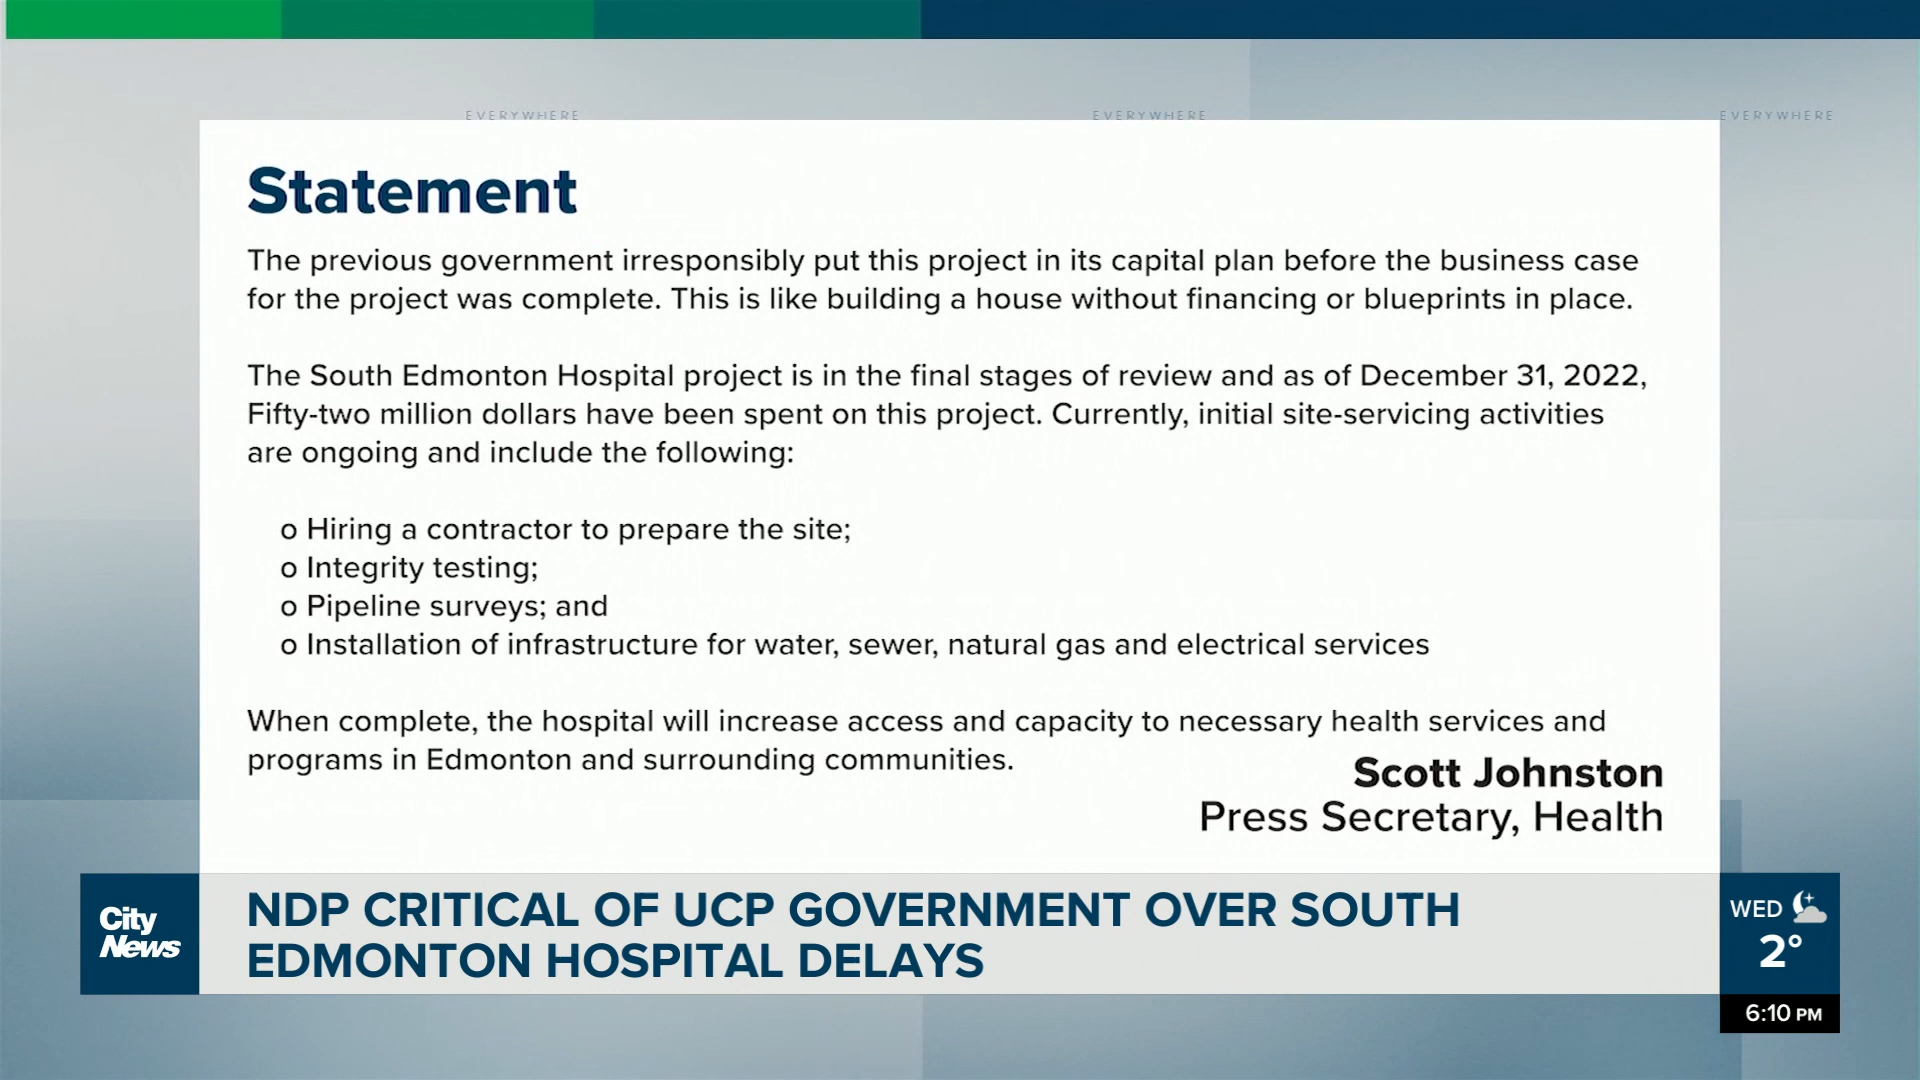 EVERYWHERE EVERYWHERE EVERYWHERE
Statement
The previous government irresponsibly put this project in its capital plan before the business case
for the project was complete. This is like building a house without financing or blueprints in place.
The South Edmonton Hospital project is in the final stages of review and as of December 31, 2022,
Fifty-two million dollars have been spent on this project. Currently, initial site-servicing activities
are ongoing and include the following:
o Hiring a contractor to prepare the site;
o Integrity testing;
o Pipeline surveys; and
o Installation of infrastructure for water, sewer, natural gas and electrical services
When complete, the hospital will increase access and capacity to necessary health services and
programs in Edmonton and surrounding communities.
Scott Johnston
Press Secretary, Health
City
News
NDP CRITICAL OF UCP GOVERNMENT OVER SOUTH
EDMONTON HOSPITAL DELAYS
WED
2°
6:10 PM